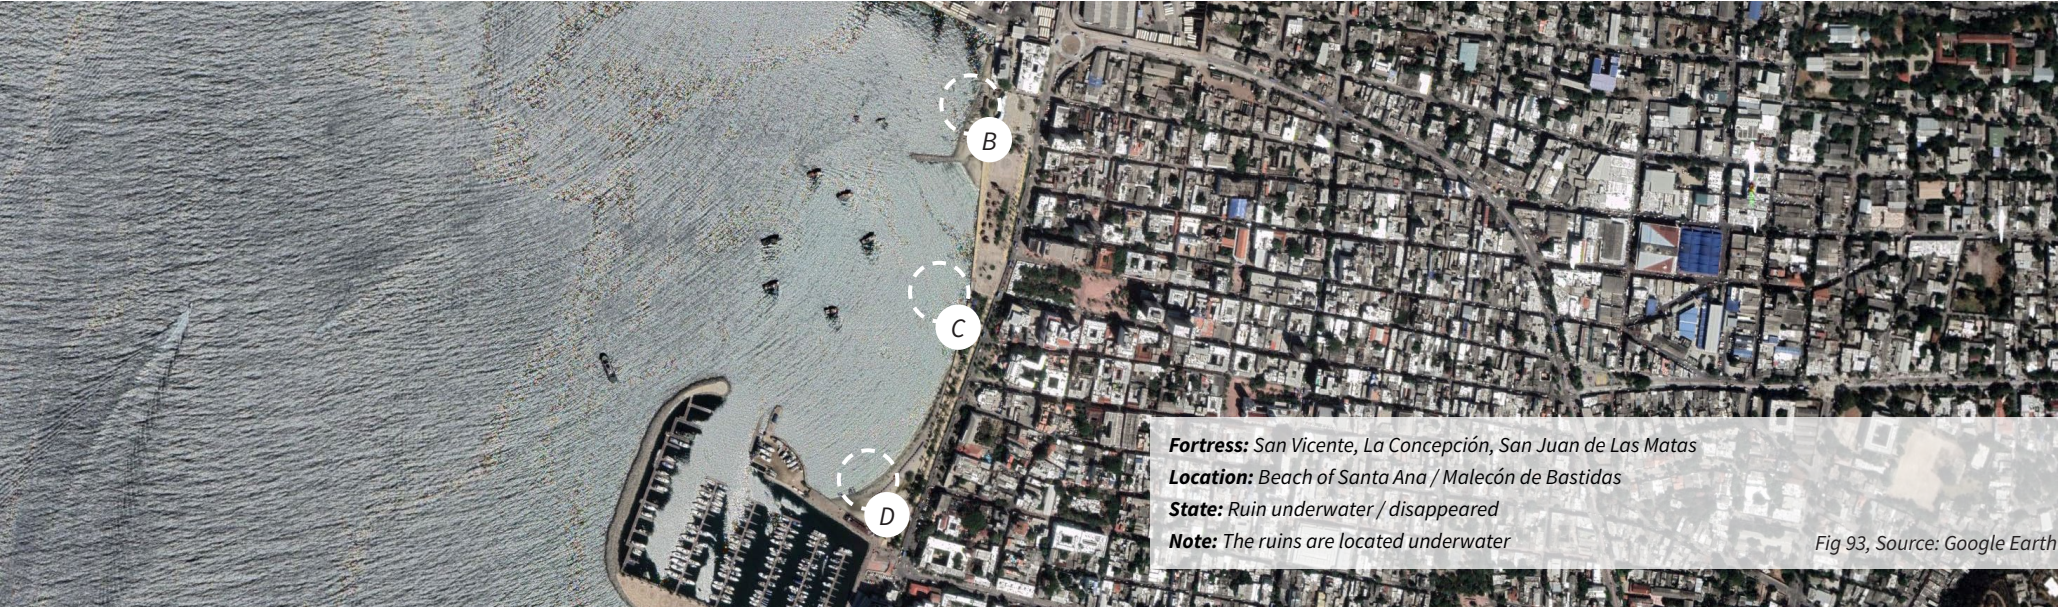 B
C
D
Fortress: San Vicente, La Concepción, San Juan de Las Matas
Location: Beach of Santa Ana / Malecón de Bastidas
State: Ruin underwater / disappeared
Note: The ruins are located underwater
Fig 93, Source: Google Earth